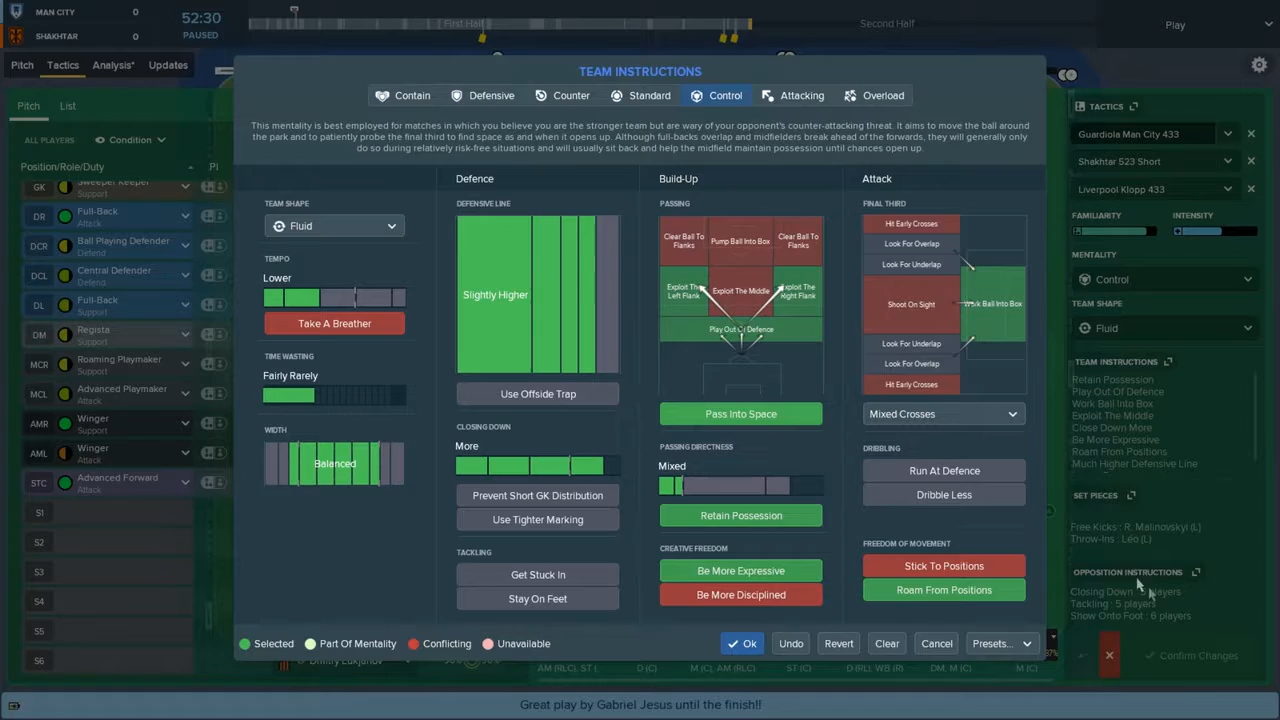 MAN CITY 0
SHAKHTAR 0
52:30
PAUSED
First Half
Second Half
Play
Pitch Tactics Analysis* Updates
Pitch List
ALL PLAYERS Condition
Position/Role/Duty
GK Sweeper Keeper
Support
DR Full-Back
Attack
DCR Ball Playing Defender
Defend
DCL Central Defender
Defend
DL Full-Back
Support
DM Regista
Support
MCR Roaming Playmaker
Support
MCL Advanced Playmaker
Support
AMR Winger
Support
AML Winger
Attack
STC Advanced Forward
Attack
S1
S2
S3
S4
S5
S6
TEAM INSTRUCTIONS
Contain Defensive Counter Standard Control Attacking Overload
This mentality is best employed for matches in which you believe you are the stronger team but are wary of your opponent's counter-attacking threat. It aims to move the ball around
the park and to patiently probe the final third to find space as and when it opens up. Although full-backs overlap and midfielders break ahead of the forwards, they will generally only
do so during relatively risk-free situations and will usually sit back and help the midfield maintain possession until chances open up.
TEAM SHAPE
Fluid
TEMPO
Lower
Take A Breather
TIME WASTING
Fairly Rarely
WIDTH
Balanced
Defence
DEFENSIVE LINE
Slightly Higher
Use Offside Trap
CLOSING DOWN
More
Prevent Short GK Distribution
Use Tighter Marking
TACKLING
Get Stuck In
Stay On Feet
Build-Up
PASSING
Clear Ball To
Flanks
Pump Ball Into Box
Clear Ball To
Flanks
Exploit The
Left Flank
Exploit The Middle
Exploit The
Right Flank
Play Out Of Defence
Pass Into Space
PASSING DIRECTNESS
Mixed
Retain Possession
CREATIVE FREEDOM
Be More Expressive
Be More Disciplined
Attack
FINAL THIRD
Hit Early Crosses
Look For Overlap
Look For Underlap
Shoot On Sight
Work Ball Into Box
Look For Underlap
Look For Overlap
Hit Early Crosses
Mixed Crosses
DRIBBLING
Run At Defence
Dribble Less
FREEDOM OF MOVEMENT
Stick To Positions
Roam From Positions
Selected Part Of Mentality Conflicting Unavailable
Ok Undo Revert Clear Cancel Presets...
TACTICS
Guardiola Man City 433
Shakhtar 523 Short
Liverpool Klopp 433
FAMILIARITY INTENSITY
MENTALITY
Control
TEAM SHAPE
Fluid
TEAM INSTRUCTIONS
Retain Possession
Play Out Of Defence
Work Ball Into Box
Exploit The Middle
Close Down More
Be More Expressive
Roam From Positions
Much Higher Defensive Line
SET PIECES
Free Kicks : R. Malinovskyi (L)
Throw-Ins : Léo (L)
OPPOSITION INSTRUCTIONS
Closing Down : 5 players
Tackling : 5 players
Show Onto Foot : 6 players
Confirm Changes
Dmitry Lukjanov
AM (RLC), ST (
D (C)
M (C), AM (RLC)
ST (C)
D (RL), WB (R)
DM, M (C)
M (C)
Great play by Gabriel Jesus until the finish!!